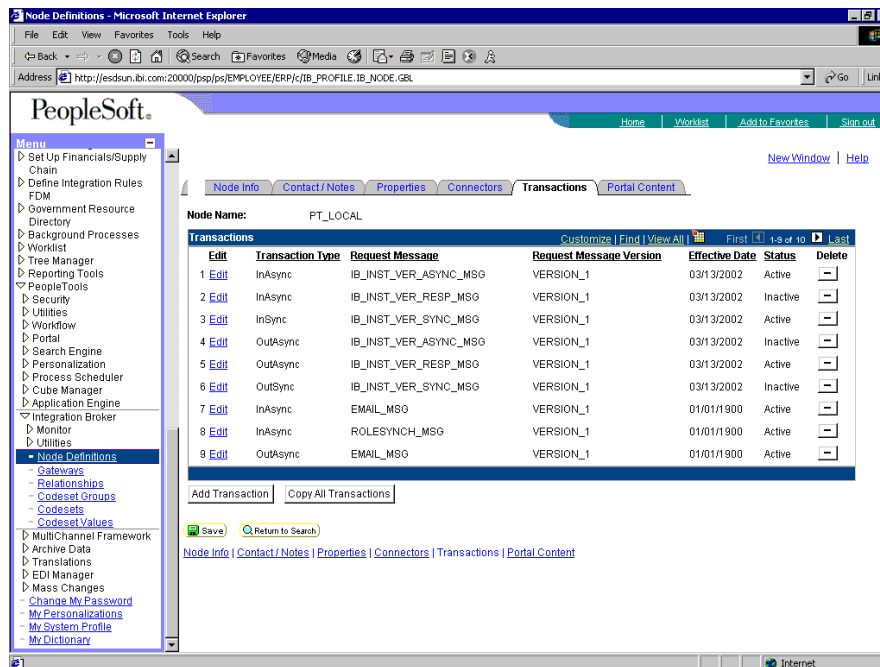 Node Definitions - Microsoft Internet Explorer
File Edit View Favorites Tools Help
Back Search Favorites Media
Address http://esdsun.ibi.com:20000/psp/ps/EMPLOYEE/ERP/c/IB_PROFILE.IB_NODE.GBL Go Lin
PeopleSoft.
Home Worklist Add to Favorites Sign out
Menu
Set Up Financials/Supply
Chain
Define Integration Rules
FDM
Government Resource
Directory
Background Processes
Worklist
Tree Manager
Reporting Tools
PeopleTools
Security
Utilities
Workflow
Portal
Search Engine
Personalization
Process Scheduler
Cube Manager
Application Engine
Integration Broker
Monitor
Utilities
Node Definitions
Gateways
Relationships
Codeset Groups
Codesets
Codeset Values
MultiChannel Framework
Archive Data
Translations
EDI Manager
Mass Changes
Change My Password
My Personalizations
My System Profile
My Dictionary
New Window | Help
Node Info Contact / Notes Properties Connectors Transactions Portal Content
Node Name: PT_LOCAL
Transactions Customize | Find | View All | First 1-9 of 10 Last
Edit Transaction Type Request Message Request Message Version Effective Date Status Delete
1 Edit InAsync IB_INST_VER_ASYNC_MSG VERSION_1 03/13/2002 Active
2 Edit InAsync IB_INST_VER_RESP_MSG VERSION_1 03/13/2002 Inactive
3 Edit InSync IB_INST_VER_SYNC_MSG VERSION_1 03/13/2002 Active
4 Edit OutAsync IB_INST_VER_ASYNC_MSG VERSION_1 03/13/2002 Inactive
5 Edit OutAsync IB_INST_VER_RESP_MSG VERSION_1 03/13/2002 Active
6 Edit OutSync IB_INST_VER_SYNC_MSG VERSION_1 03/13/2002 Inactive
7 Edit InAsync EMAIL_MSG VERSION_1 01/01/1900 Active
8 Edit InAsync ROLESYNCH_MSG VERSION_1 01/01/1900 Active
9 Edit OutAsync EMAIL_MSG VERSION_1 01/01/1900 Active
Add Transaction Copy All Transactions
Save Return to Search
Node Info | Contact / Notes | Properties | Connectors | Transactions | Portal Content
Internet